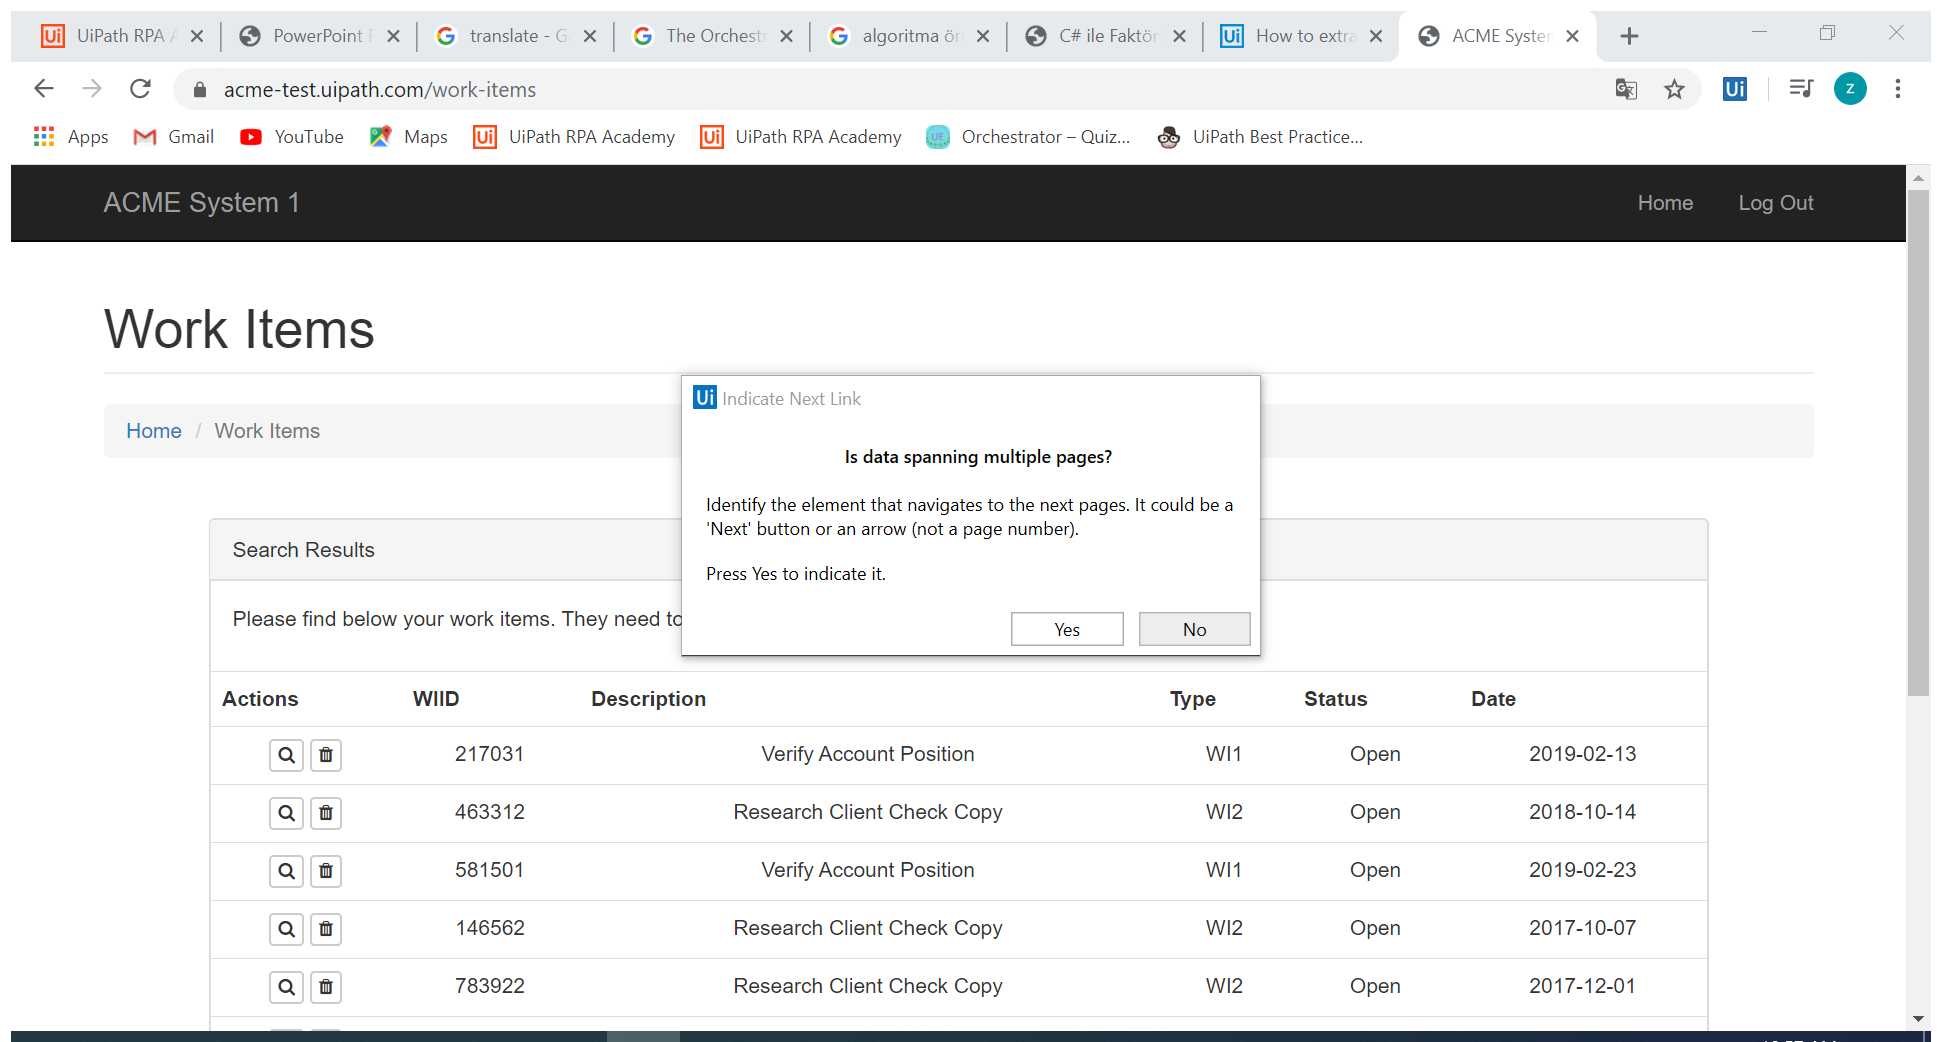 UiPath RPA
PowerPoint
translate - G
The Orchest
algoritma ör
C# ile Faktör
How to extra
ACME System
acme-test.uipath.com/work-items
Apps
Gmail
YouTube
Maps
UiPath RPA Academy
UiPath RPA Academy
Orchestrator – Quiz...
UiPath Best Practice...
ACME System 1
Home
Log Out
Work Items
Home / Work Items
Ui Indicate Next Link
Is data spanning multiple pages?
Identify the element that navigates to the next pages. It could be a
'Next' button or an arrow (not a page number).
Press Yes to indicate it.
Yes No
Search Results
Please find below your work items. They need to
Actions WIID Description Type Status Date
217031 Verify Account Position WI1 Open 2019-02-13
463312 Research Client Check Copy WI2 Open 2018-10-14
581501 Verify Account Position WI1 Open 2019-02-23
146562 Research Client Check Copy WI2 Open 2017-10-07
783922 Research Client Check Copy WI2 Open 2017-12-01